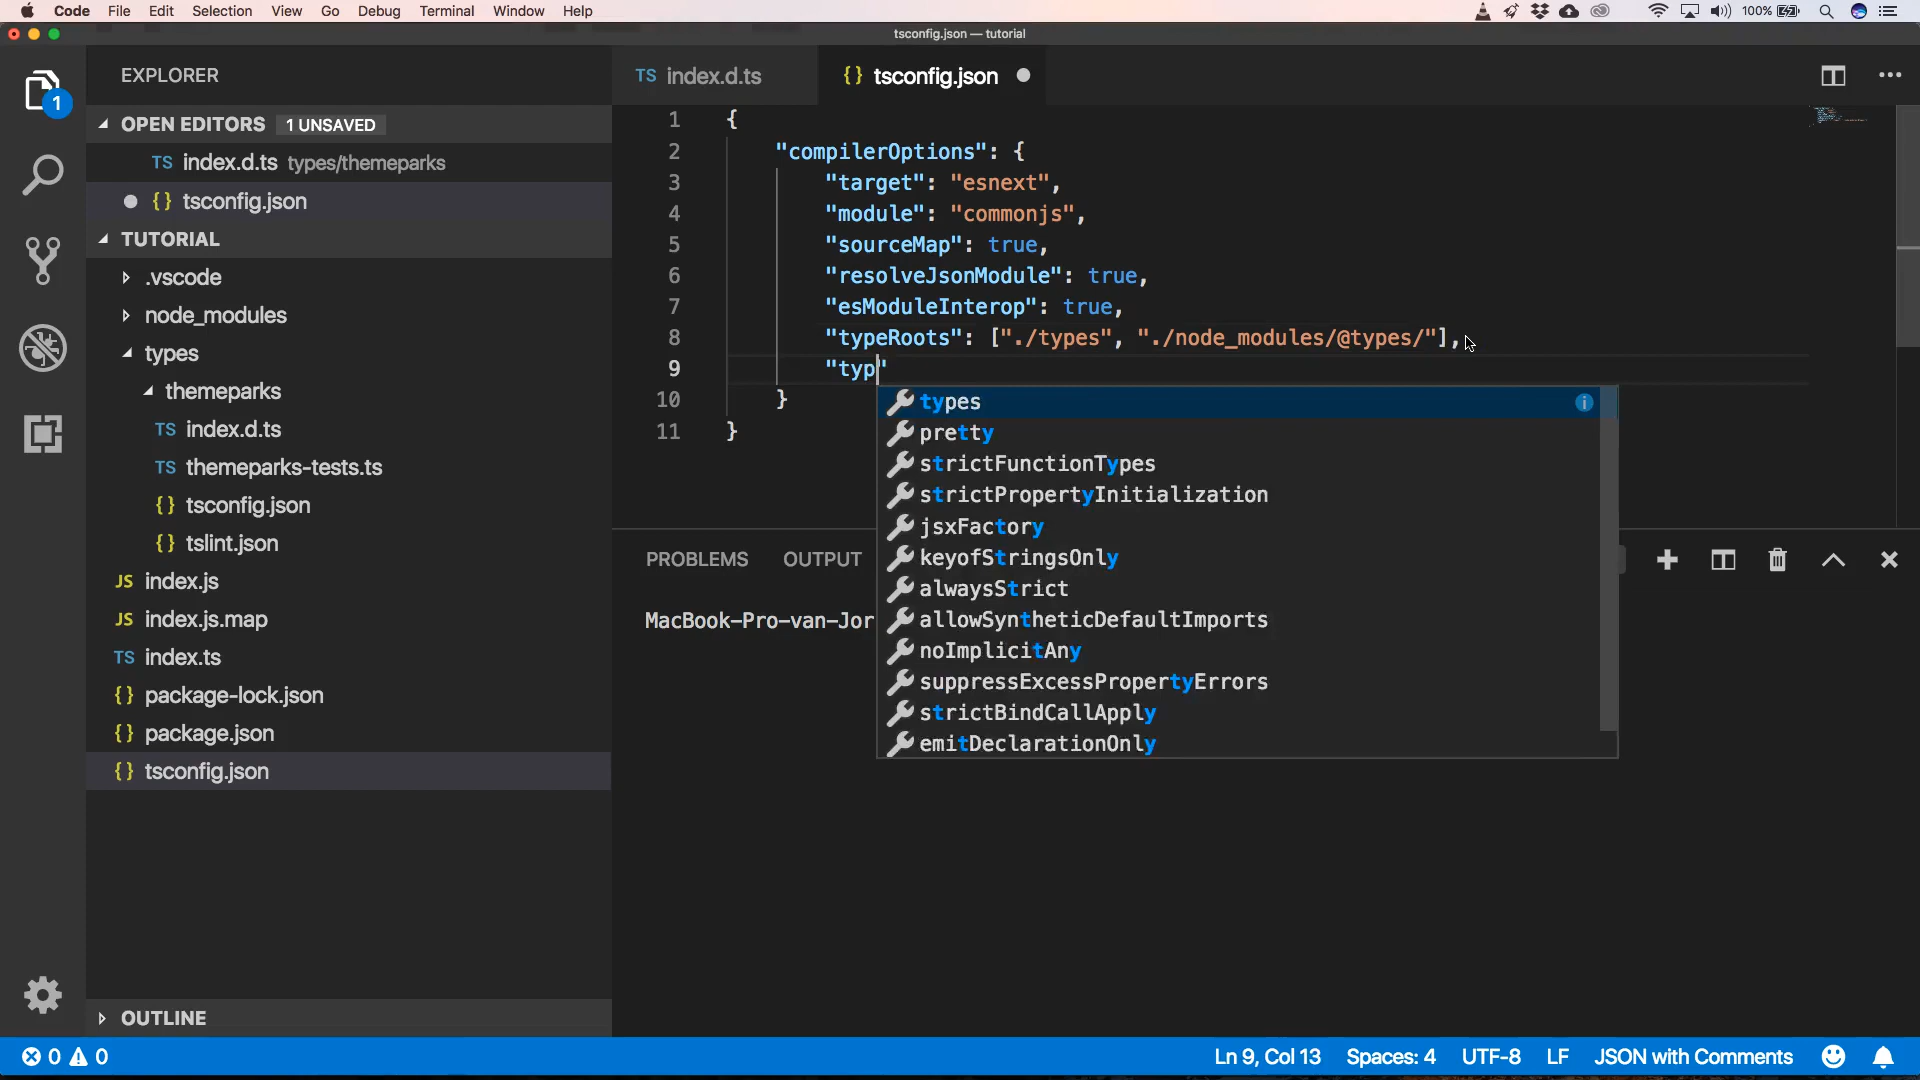 Code File Edit Selection View Go Debug Terminal Window Help 100%
tsconfig.json — tutorial
EXPLORER
OPEN EDITORS 1 UNSAVED
TS index.d.ts types/themeparks
{} tsconfig.json
TUTORIAL
.vscode
node_modules
types
themeparks
TS index.d.ts
TS themeparks-tests.ts
{} tsconfig.json
{} tslint.json
JS index.js
JS index.js.map
TS index.ts
{} package-lock.json
{} package.json
{} tsconfig.json
OUTLINE
1
TS index.d.ts {} tsconfig.json
1 {
2 "compilerOptions": {
3 "target": "esnext",
4 "module": "commonjs",
5 "sourceMap": true,
6 "resolveJsonModule": true,
7 "esModuleInterop": true,
8 "typeRoots": ["./types", "./node_modules/@types/"],
9 "typ"
10 }
11 }
types
pretty
strictFunctionTypes
strictPropertyInitialization
jsxFactory
keyofStringsOnly
alwaysStrict
allowSyntheticDefaultImports
noImplicitAny
suppressExcessPropertyErrors
strictBindCallApply
emitDeclarationOnly
PROBLEMS OUTPUT
MacBook-Pro-van-Jor
0 0 Ln 9, Col 13 Spaces: 4 UTF-8 LF JSON with Comments